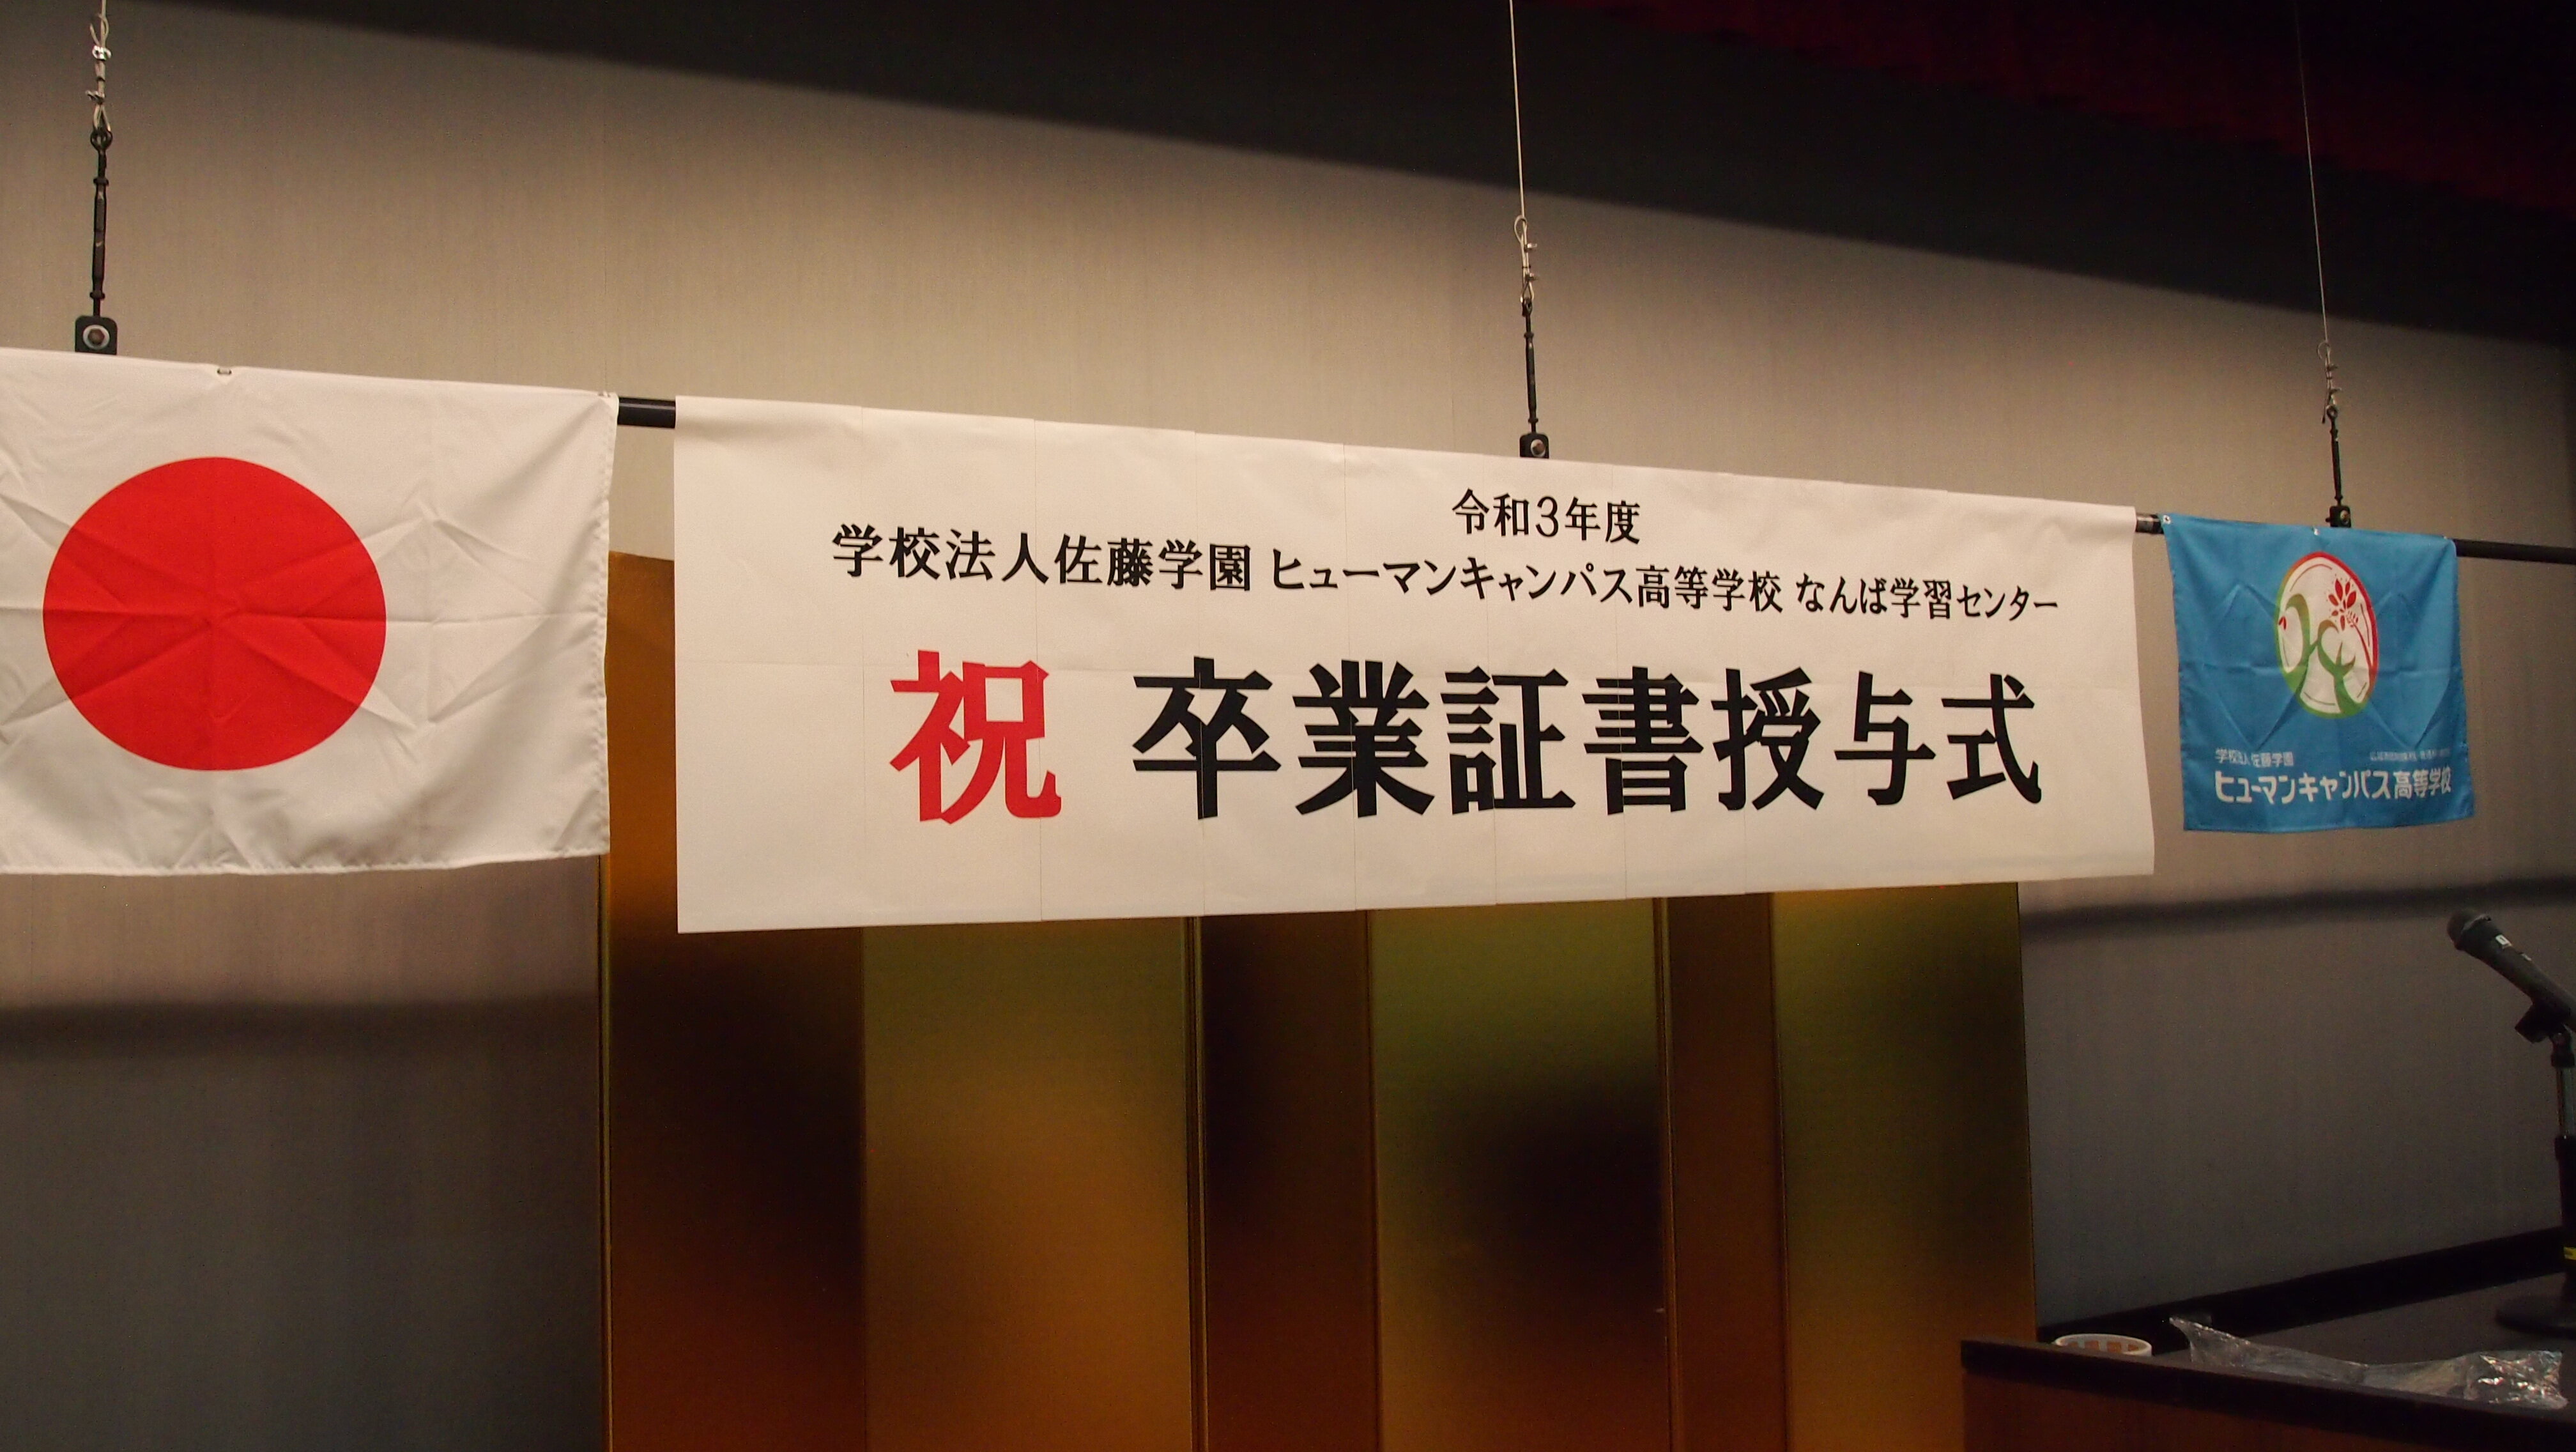 令和3年度
学校法人佐藤学園 ヒューマンキャンパス高等学校 なんば学習センター
祝 卒業証書授与式
学校法人 佐藤学園
ヒューマンキャンパス高等学校